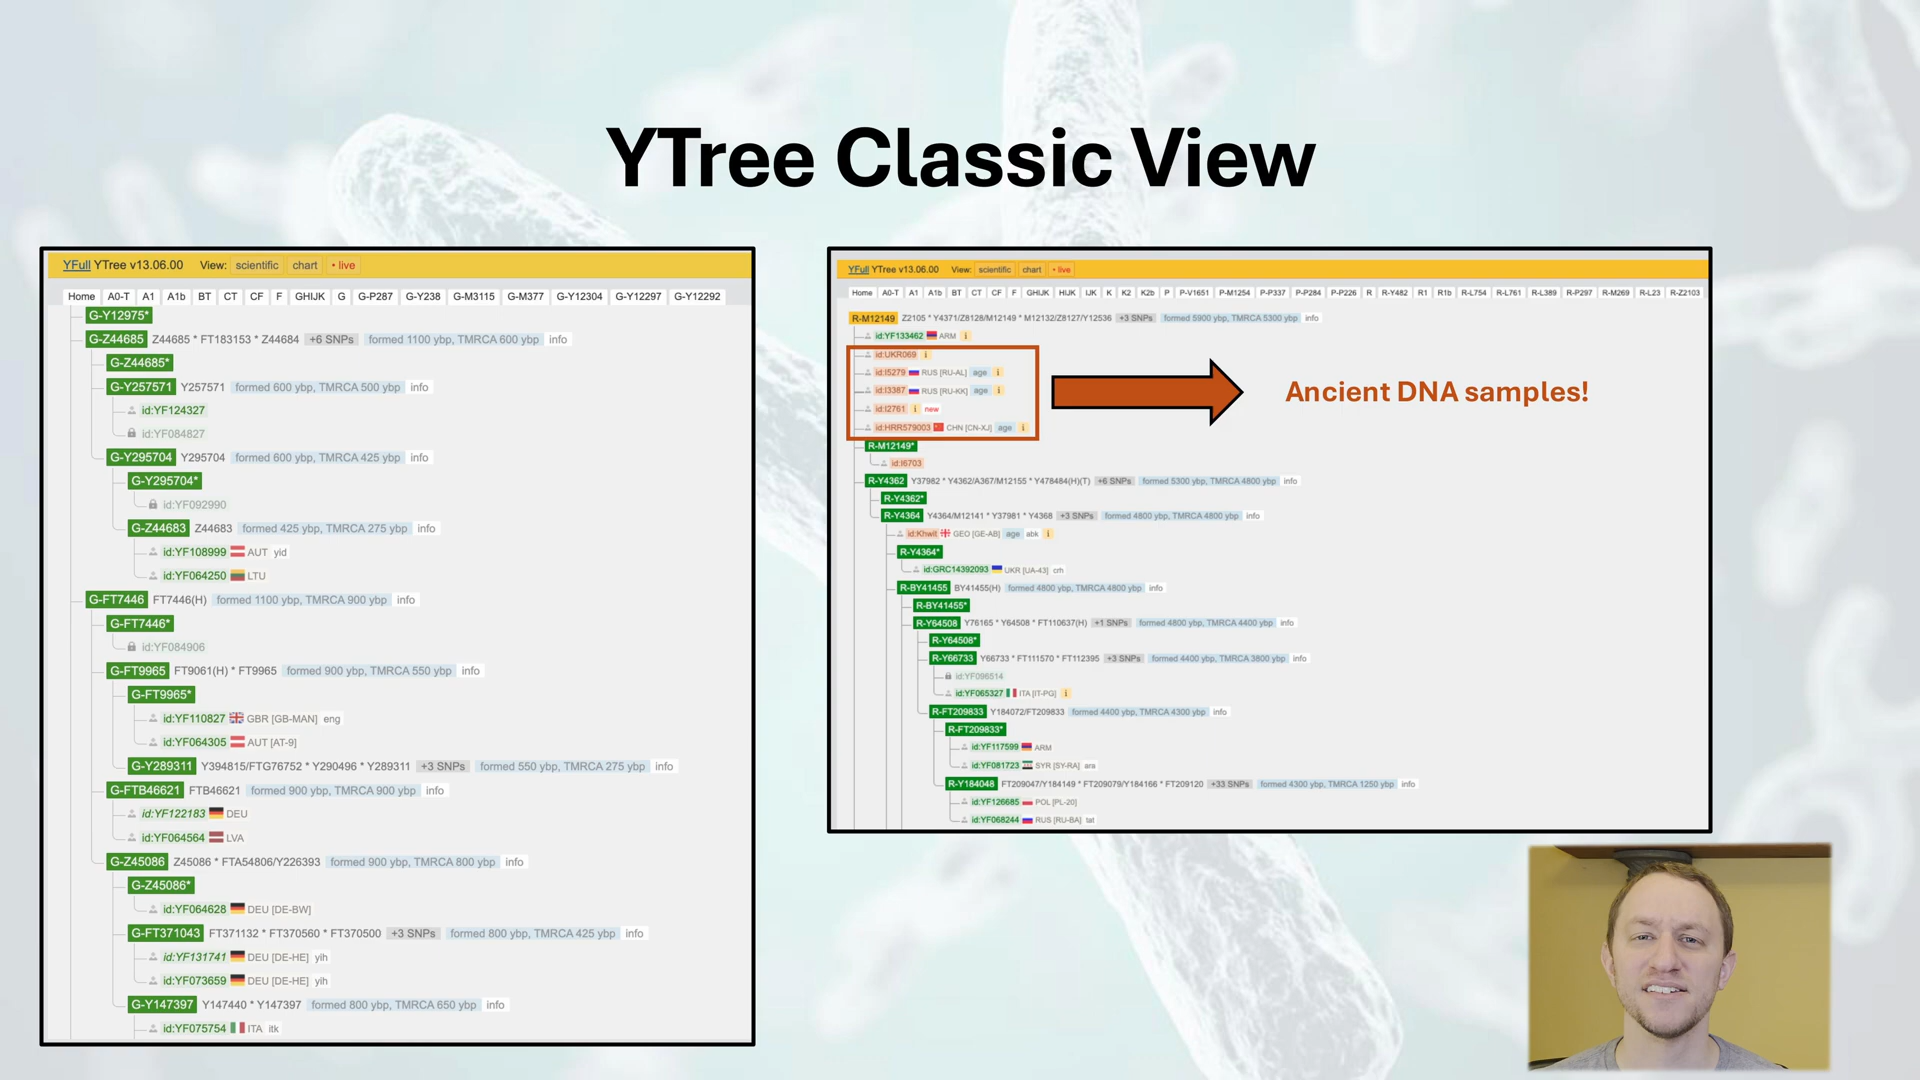 YTree Classic View
YFull YTree v13.06.00 View: scientific chart • live
Home A0-T A1 A1b BT CT CF F GHIJK G G-P287 G-Y238 G-M3115 G-M377 G-Y12304 G-Y12297 G-Y12292
G-Y12975*
G-Z44685 Z44685 * FT183153 * Z44684 +6 SNPs formed 1100 ybp, TMRCA 600 ybp info
G-Z44685*
G-Y257571 Y257571 formed 600 ybp, TMRCA 500 ybp info
id:YF124327
id:YF084827
G-Y295704 Y295704 formed 600 ybp, TMRCA 425 ybp info
G-Y295704*
id:YF092990
G-Z44683 Z44683 formed 425 ybp, TMRCA 275 ybp info
id:YF108999 AUT yid
id:YF064250 LTU
G-FT7446 FT7446(H) formed 1100 ybp, TMRCA 900 ybp info
G-FT7446*
id:YF084906
G-FT9965 FT9061(H) * FT9965 formed 900 ybp, TMRCA 550 ybp info
G-FT9965*
id:YF110827 GBR [GB-MAN] eng
id:YF064305 AUT [AT-9]
G-Y289311 Y394815/FTG76752 * Y290496 * Y289311 +3 SNPs formed 550 ybp, TMRCA 275 ybp info
G-FTB46621 FTB46621 formed 900 ybp, TMRCA 900 ybp info
id:YF122183 DEU
id:YF064564 LVA
G-Z45086 Z45086 * FTA54806/Y226393 formed 900 ybp, TMRCA 800 ybp info
G-Z45086*
id:YF064628 DEU [DE-BW]
G-FT371043 FT371132 * FT370560 * FT370500 +3 SNPs formed 800 ybp, TMRCA 425 ybp info
id:YF131741 DEU [DE-HE] yih
id:YF073659 DEU [DE-HE] yih
G-Y147397 Y147440 * Y147397 formed 800 ybp, TMRCA 650 ybp info
id:YF075754 ITA itk
YFull YTree v13.06.00 View: scientific chart • live
Home A0-T A1 A1b BT CT CF F GHIJK HIJK IJK K K2 K2b P P-V1651 P-M1254 P-P337 P-P284 P-P226 R R-Y482 R1 R1b R-L754 R-L761 R-L389 R-P297 R-M269 R-L23 R-Z2103
R-M12149 Z2105 * Y4371/Z8128/M12149 * M12132/Z8127/Y12536 +3 SNPs formed 5900 ybp, TMRCA 5300 ybp info
id:YF133462 ARM i
id:UKR069 i
id:I5279 RUS [RU-AL] age i
id:I3387 RUS [RU-KK] age i
id:I2761 i new
id:HRR579003 CHN [CN-XJ] age i
Ancient DNA samples!
R-M12149*
id:I6703
R-Y4362 Y37982 * Y4362/A367/M12155 * Y478484(H)(T) +6 SNPs formed 5300 ybp, TMRCA 4800 ybp info
R-Y4362*
R-Y4364 Y4364/M12141 * Y37981 * Y4368 +3 SNPs formed 4800 ybp, TMRCA 4800 ybp info
id:Khwit GEO [GE-AB] age abk i
R-Y4364*
id:GRC14392093 UKR [UA-43] crh
R-BY41455 BY41455(H) formed 4800 ybp, TMRCA 4800 ybp info
R-BY41455*
R-Y64508 Y76165 * Y64508 * FT110637(H) +1 SNPs formed 4800 ybp, TMRCA 4400 ybp info
R-Y64508*
R-Y66733 Y66733 * FT111570 * FT112395 +3 SNPs formed 4400 ybp, TMRCA 3800 ybp info
id:YF096514
id:YF065327 ITA [IT-PG] i
R-FT209833 Y184072/FT209833 formed 4400 ybp, TMRCA 4300 ybp info
R-FT209833*
id:YF117599 ARM
id:YF081723 SYR [SY-RA] ara
R-Y184048 FT209047/Y184149 * FT209079/Y184166 * FT209120 +33 SNPs formed 4300 ybp, TMRCA 1250 ybp info
id:YF126685 POL [PL-20]
id:YF068244 RUS [RU-BA] tat